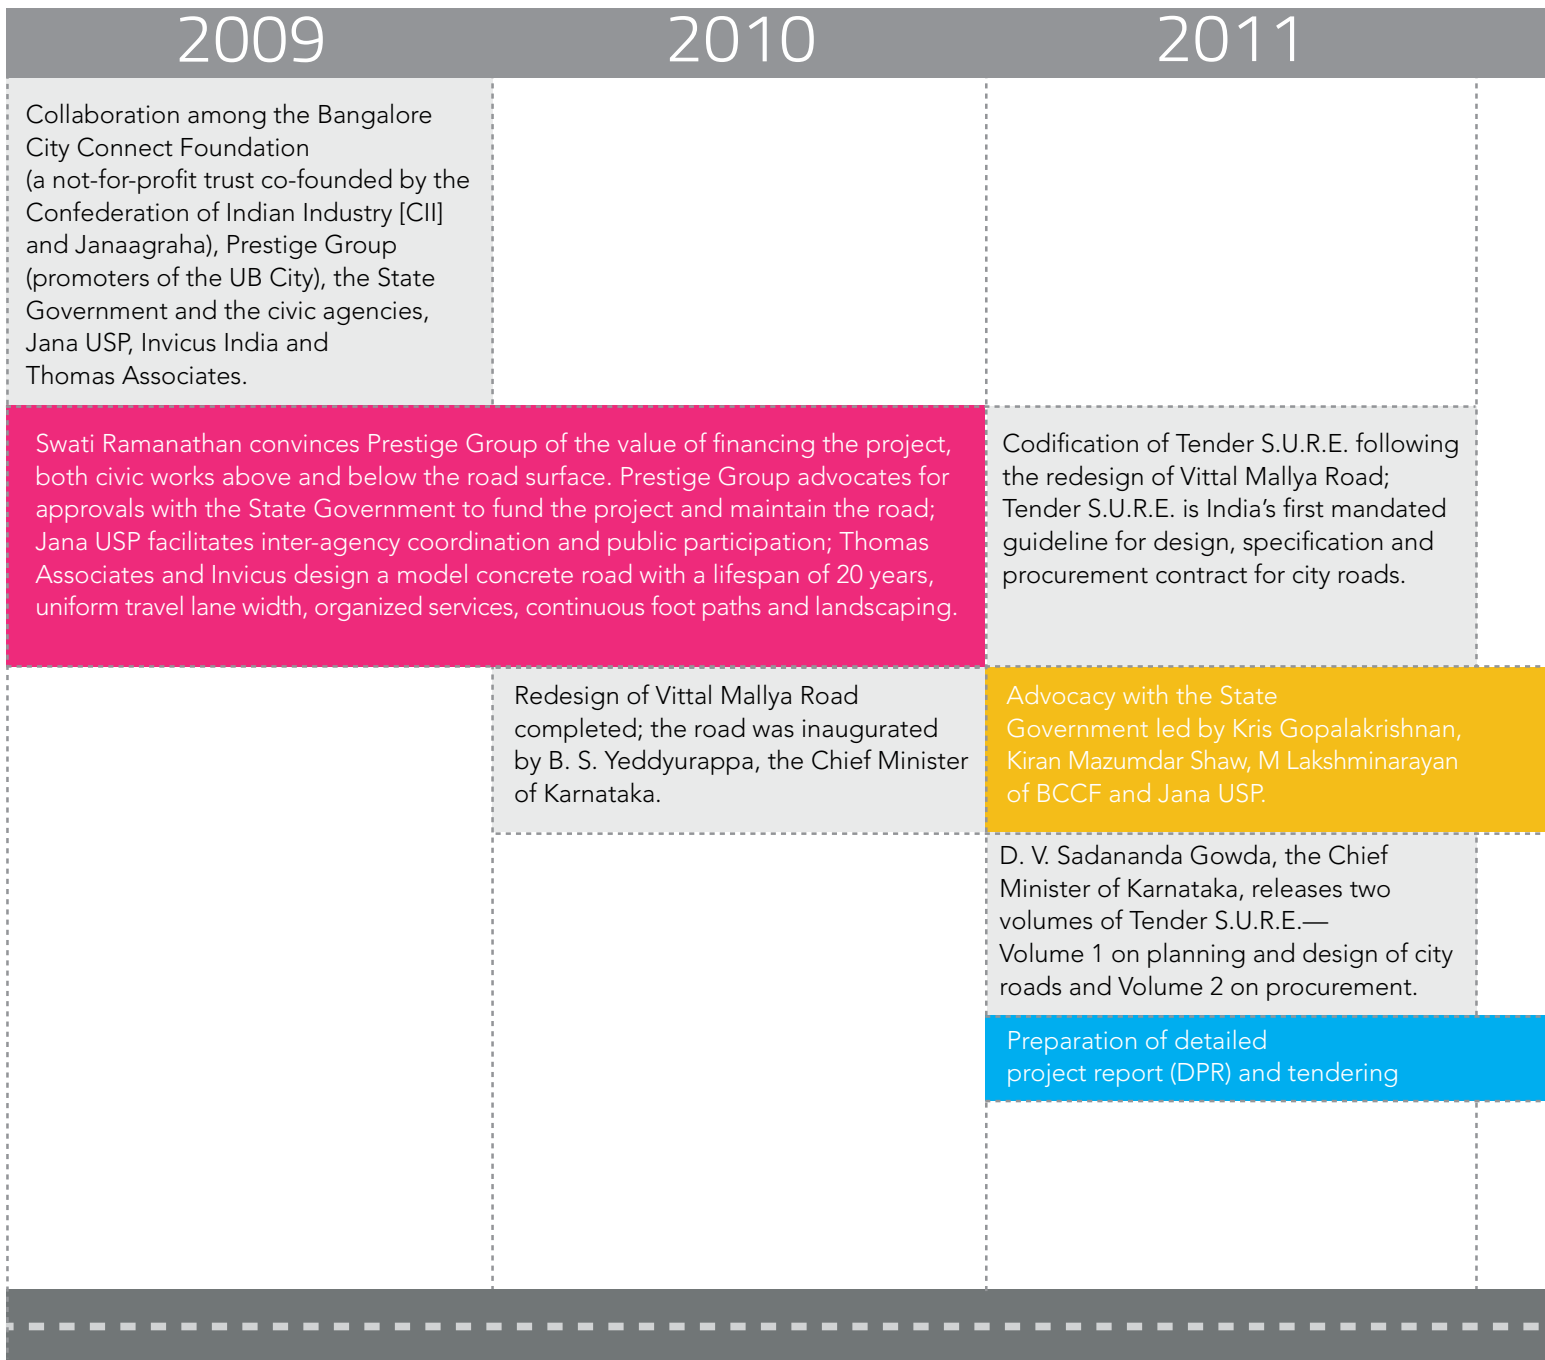 2009
2010
2011
Collaboration among the Bangalore
City Connect Foundation
(a not-for-profit trust co-founded by the
Confederation of Indian Industry [CII]
and Janaagraha), Prestige Group
(promoters of the UB City), the State
Government and the civic agencies,
Jana USP, Invicus India and
Thomas Associates.
Swati Ramanathan convinces Prestige Group of the value of financing the project,
both civic works above and below the road surface. Prestige Group advocates for
approvals with the State Government to fund the project and maintain the road;
Jana USP facilitates inter-agency coordination and public participation; Thomas
Associates and Invicus design a model concrete road with a lifespan of 20 years,
uniform travel lane width, organized services, continuous foot paths and landscaping.
Codification of Tender S.U.R.E. following
the redesign of Vittal Mallya Road;
Tender S.U.R.E. is India’s first mandated
guideline for design, specification and
procurement contract for city roads.
Redesign of Vittal Mallya Road
completed; the road was inaugurated
by B. S. Yeddyurappa, the Chief Minister
of Karnataka.
Advocacy with the State
Government led by Kris Gopalakrishnan,
Kiran Mazumdar Shaw, M Lakshminarayan
of BCCF and Jana USP.
D. V. Sadananda Gowda, the Chief
Minister of Karnataka, releases two
volumes of Tender S.U.R.E.—
Volume 1 on planning and design of city
roads and Volume 2 on procurement.
Preparation of detailed
project report (DPR) and tendering